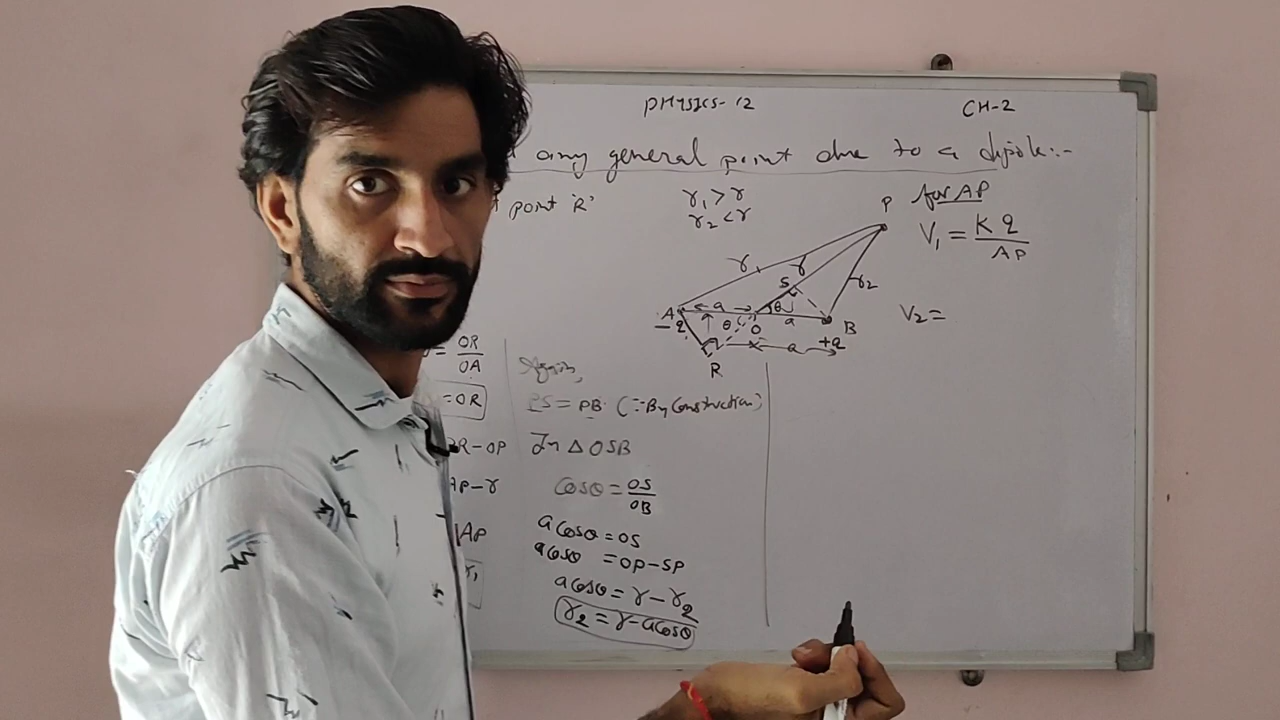 PHYSICS-12
CH-2
any general point due to a dipole:-
point 'R'
r₁ > r
r₂ < r
for AP
V₁ = Kq/AP
V₂ =
P
r
r
S
r₂
A
a
θ
a
B
-q
θ
O
+q
a
R
= OR/OA
= OR
OR-OP
AP-r
AP
r₁
Again,
PS = PB (∵ By Construction)
In Δ OSB
Cosθ = OS/OB
a cosθ = OS
a cosθ = OP-SP
a cosθ = r - r₂
r₂ = r - a cosθ